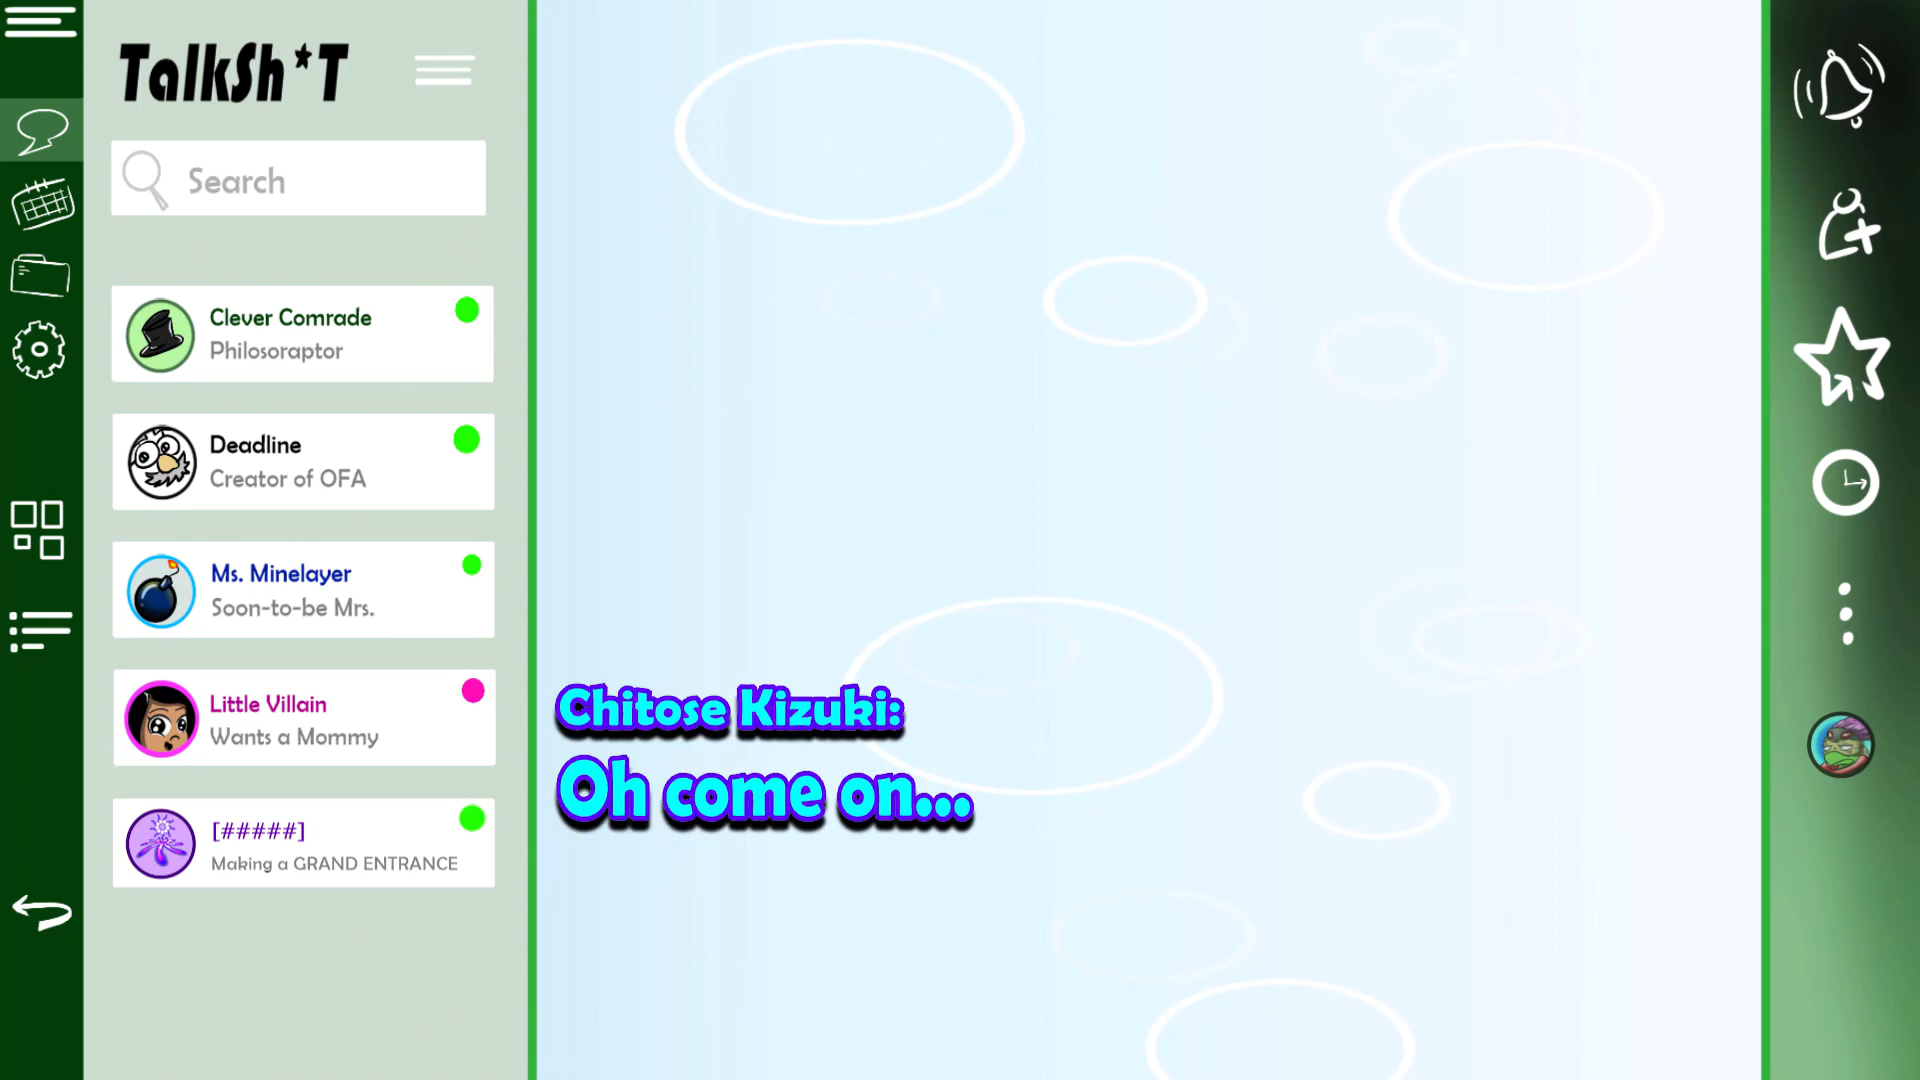 TalkSh*T
Search
Clever Comrade
Philosoraptor
Deadline
Creator of OFA
Ms. Minelayer
Soon-to-be Mrs.
Little Villain
Wants a Mommy
[#####]
Making a GRAND ENTRANCE
Chitose Kizuki:
Oh come on...